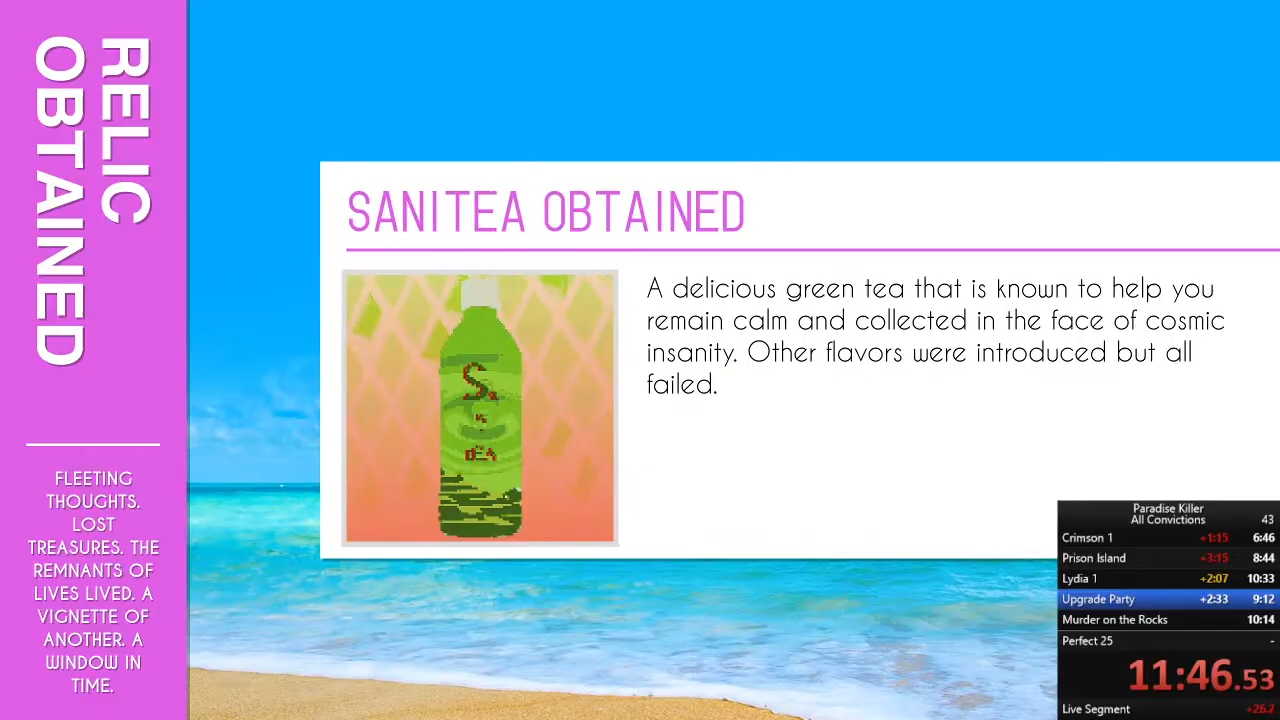 RELIC
OBTAINED
FLEETING
THOUGHTS.
LOST
TREASURES. THE
REMNANTS OF
LIVES LIVED. A
VIGNETTE OF
ANOTHER. A
WINDOW IN
TIME.
SANITEA OBTAINED
A delicious green tea that is known to help you
remain calm and collected in the face of cosmic
insanity. Other flavors were introduced but all
failed.
Paradise Killer
All Convictions 43
Crimson 1 +1:15 6:46
Prison Island +3:15 8:44
Lydia 1 +2:07 10:33
Upgrade Party +2:33 9:12
Murder on the Rocks 10:14
Perfect 25 -
11:46.53
Live Segment +26.7